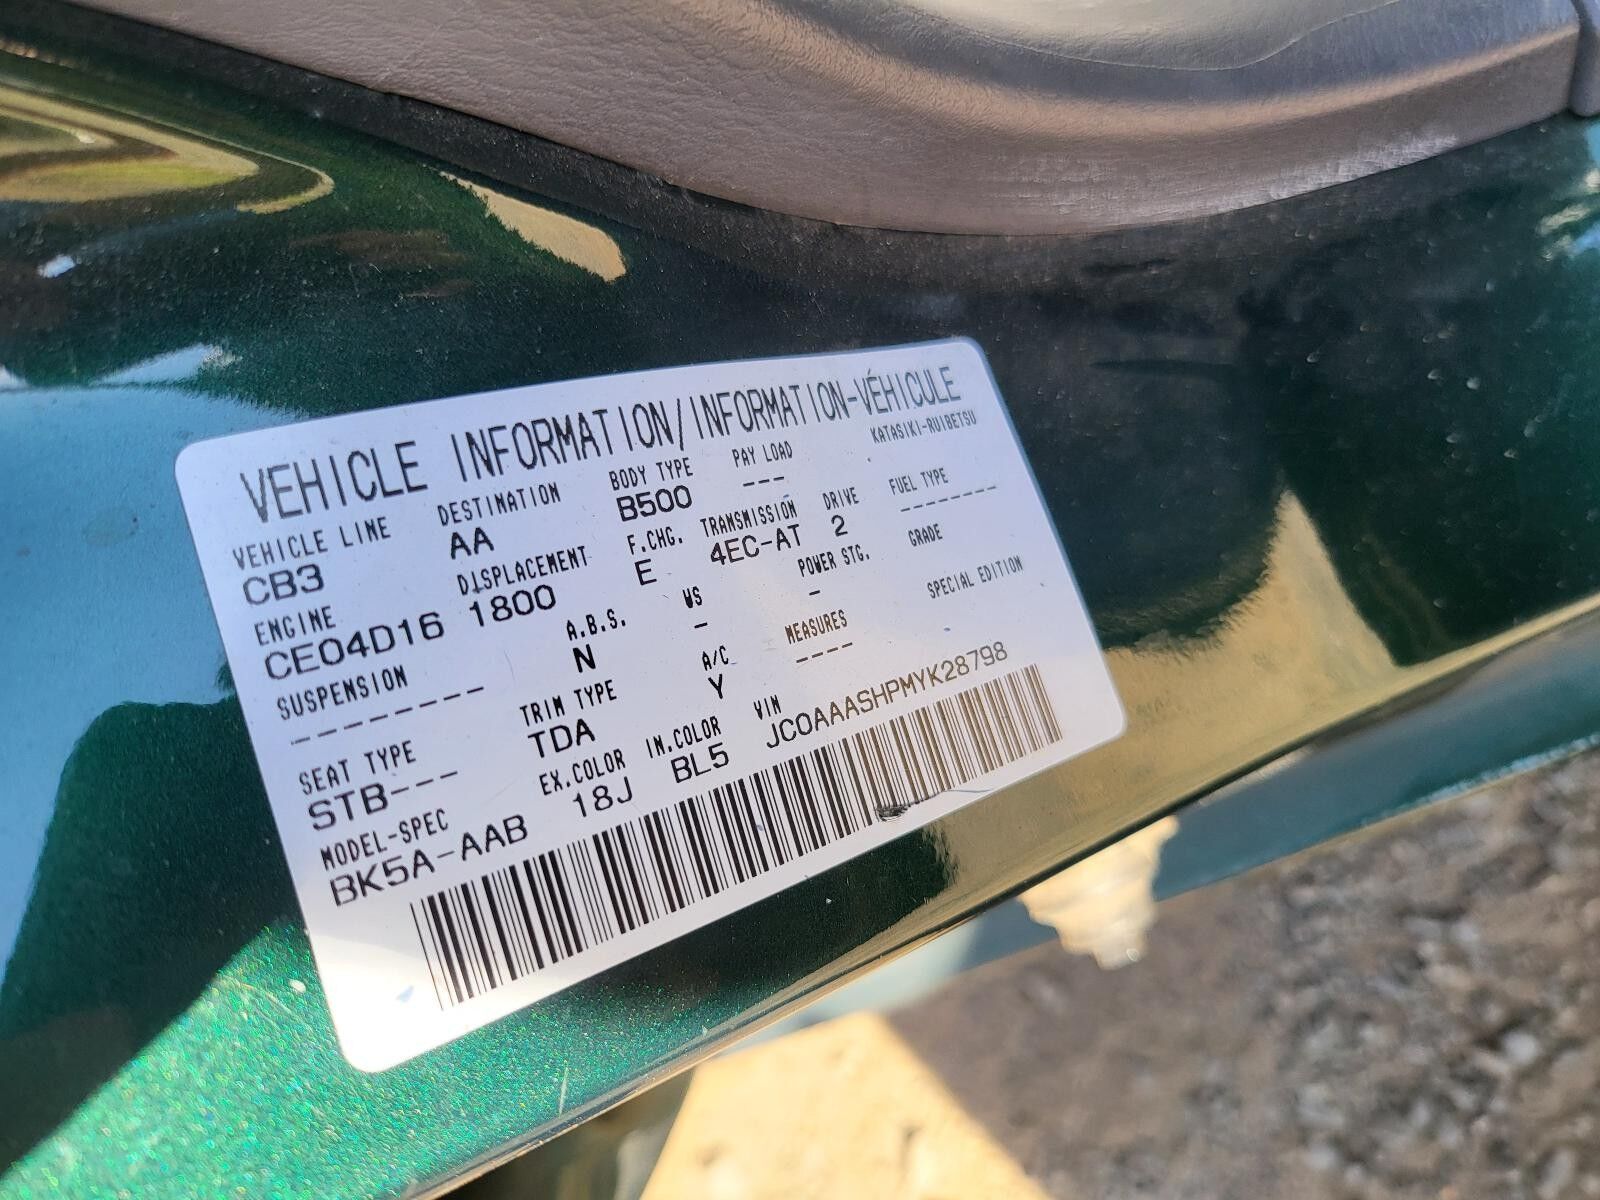 VEHICLE INFORMATION/INFORMATION-VÉHICULE
VEHICLE LINE DESTINATION BODY TYPE PAY LOAD KATASIKI-RUIBETSU
CB3 AA B500 ---
ENGINE DISPLACEMENT F.CHG. TRANSMISSION DRIVE FUEL TYPE
CE04D16 1800 E 4EC-AT 2 -------
SUSPENSION A.B.S. WS POWER STG. GRADE
------- N - -
SEAT TYPE TRIM TYPE A/C MEASURES SPECIAL EDITION
STB--- TDA Y ----
MODEL-SPEC EX.COLOR IN.COLOR VIN
BK5A-AAB 18J BL5 JC0AAASHPMYK28798